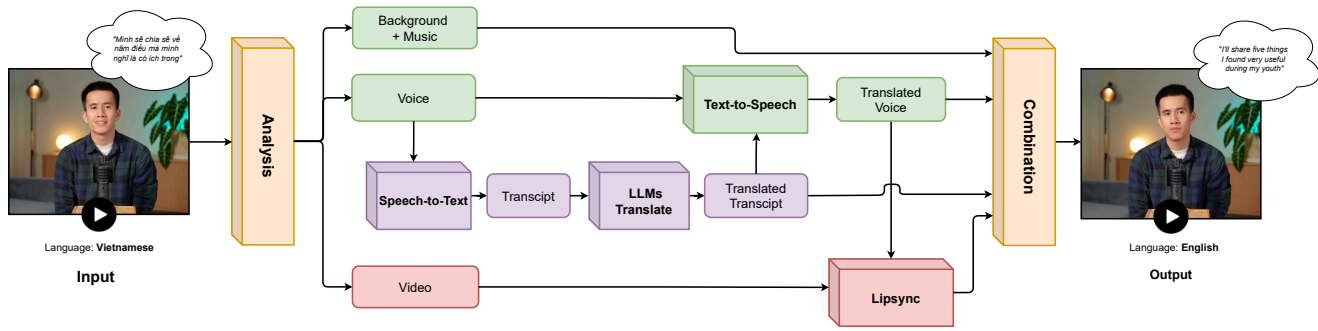 "Mình sẽ chia sẽ về
năm điều mà mình
nghĩ là có ích trong"
Language: Vietnamese
Input
Analysis
Background
+ Music
Voice
Speech-to-Text
Transcipt
LLMs
Translate
Translated
Transcipt
Text-to-Speech
Translated
Voice
Video
Lipsync
Combination
"I'll share five things
I found very useful
during my youth"
Language: English
Output